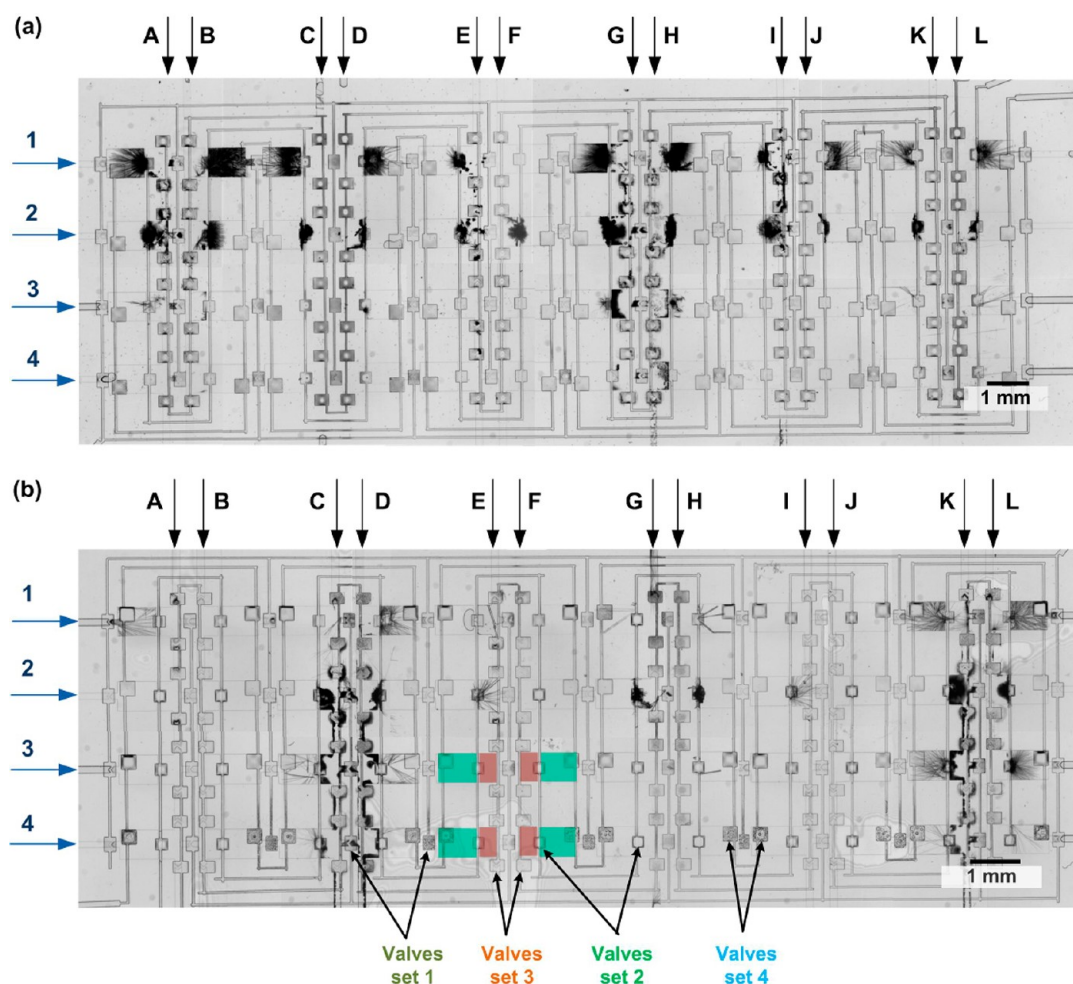 (a)
A B C D E F G H I J K L
1
2
3
4
1 mm
(b)
A B C D E F G H I J K L
1
2
3
4
1 mm
Valves Valves Valves Valves
set 1 set 3 set 2 set 4